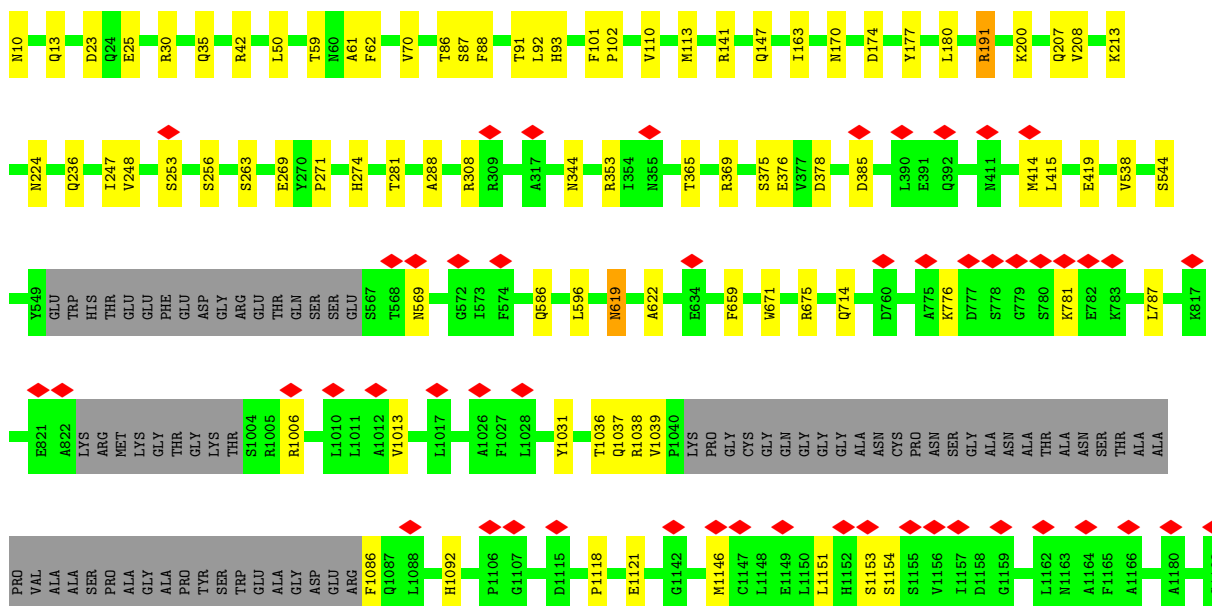 N10 Q13 D23 Q24 E25 R30 Q35 R42 L50 T59 N60 A61 F62 V70 T86 S87 F88 T91 L92 H93 F101 P102 V110 M113 R141 Q147 I163 N170 D174 Y177 L180 R191 K200 Q207 V208 K213
N224 Q236 I247 V248 S253 S256 S263 E269 Y270 P271 H274 T281 A288 R308 R309 A317 N344 R353 I354 N355 T365 R369 S375 E376 V377 D378 D385 L390 E391 Q392 N411 M414 L415 E419 V538 S544
Y549 GLU TRP HIS THR GLU GLU PHE GLU ASP GLY ARG GLU THR GLN SER SER GLU S567 T568 N569 G572 I573 F574 Q586 L596 N619 A622 E634 F659 W671 R675 Q714 D760 A775 K776 D777 S778 G779 S780 K781 E782 K783 L787 K817
E821 A822 LYS ARG MET LYS GLY THR GLY LYS THR S1004 R1005 R1006 L1010 L1011 A1012 V1013 L1017 A1026 F1027 L1028 Y1031 T1036 Q1037 R1038 V1039 P1040 LYS PRO GLY CYS GLY GLN GLY GLY GLY ALA ASN CYS PRO ASN SER GLY ALA ASN ALA THR ALA ASN SER THR ALA ALA
PRO VAL ALA ALA SER PRO ALA GLY ALA PRO TYR SER TRP GLU ALA GLY ASP GLU ARG F1086 Q1087 L1088 H1092 P1106 G1107 D1115 P1118 E1121 G1142 M1146 C1147 L1148 E1149 L1150 L1151 H1152 S1153 S1154 S1155 V1156 I1157 D1158 G1159 L1162 N1163 A1164 F1165 A1166 A1180